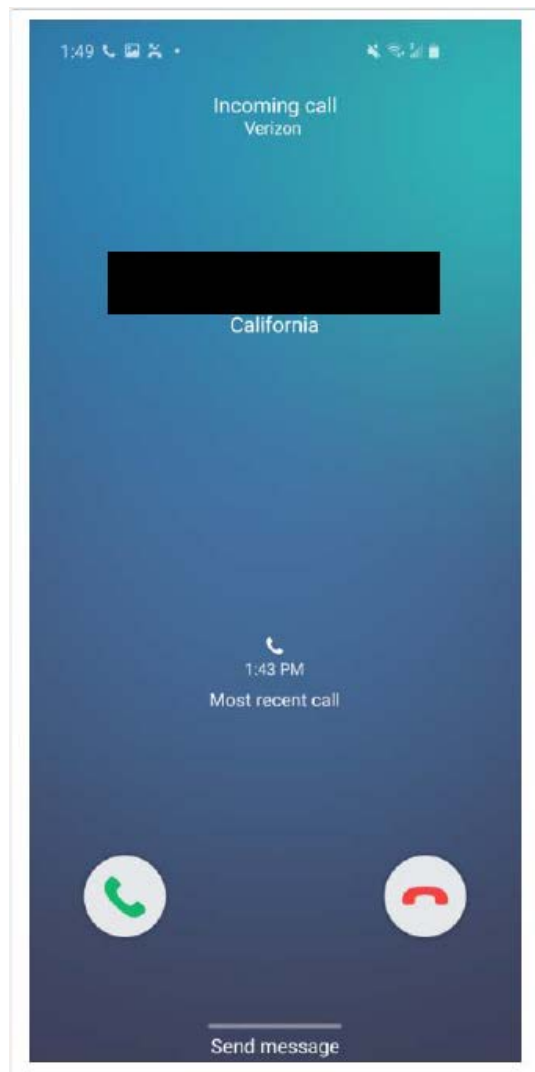 1:49
Incoming call
Verizon
California
1:43 PM
Most recent call
Send message